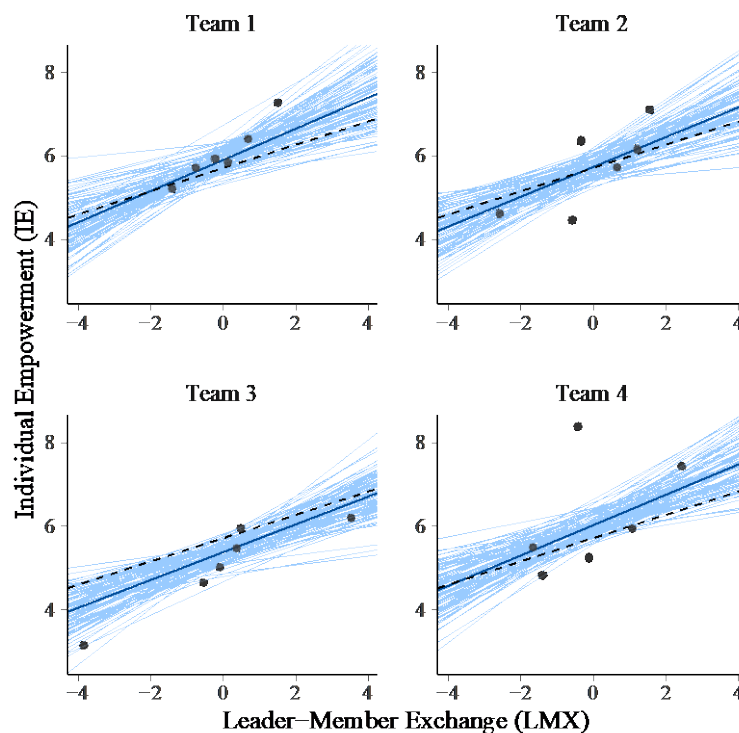 Team 1
Team 2
8
6
4
−4 −2 0 2 4
8
6
4
−4 −2 0 2 4
Team 3
Team 4
8
6
4
−4 −2 0 2 4
8
6
4
−4 −2 0 2 4
Individual Empowerment (IE)
Leader−Member Exchange (LMX)